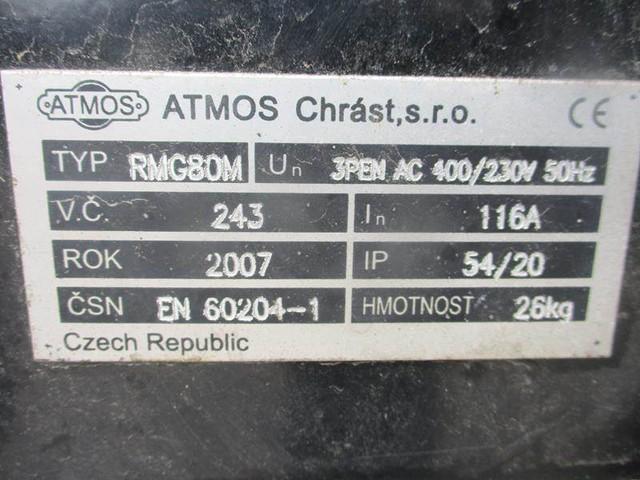 ATMOS ATMOS Chrást,s.r.o. CE
TYP RMG80M Un 3PEN AC 400/230V 50Hz
V.Č. 243 In 116A
ROK 2007 IP 54/20
ČSN EN 60204-1 HMOTNOST 26kg
Czech Republic